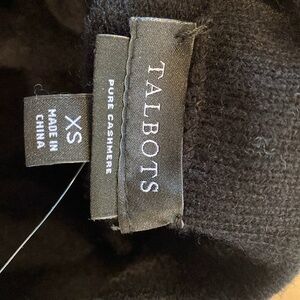 TALBOTS
PURE CASHMERE
XS
MADE IN
CHINA